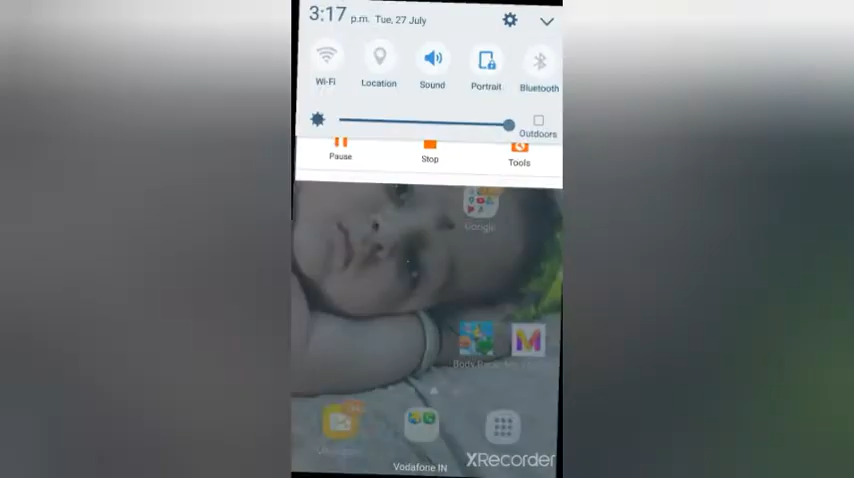 3:17 p.m. Tue, 27 July
Wi-Fi Location Sound Portrait Bluetooth
Outdoors
Pause Stop Tools
Google
Vodafone IN
XRecorder